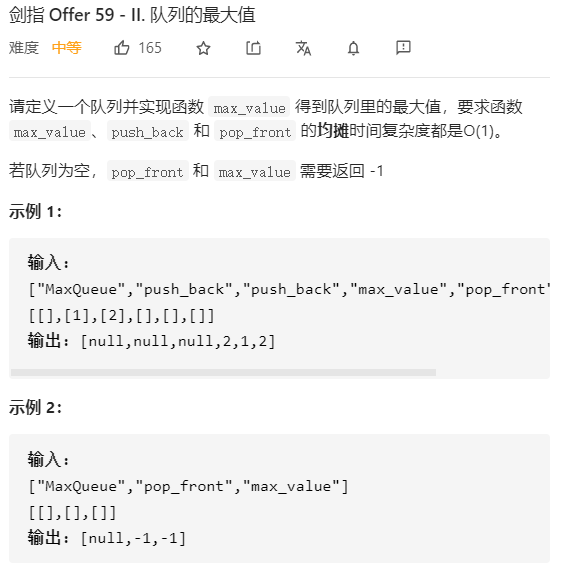 剑指 Offer 59 - II. 队列的最大值
难度 中等 165
请定义一个队列并实现函数 max_value 得到队列里的最大值，要求函数
max_value、push_back 和 pop_front 的均摊时间复杂度都是O(1)。
若队列为空，pop_front 和 max_value 需要返回 -1
示例 1：
输入：
["MaxQueue","push_back","push_back","max_value","pop_front"
[[],[1],[2],[],[],[]]
输出：[null,null,null,2,1,2]
示例 2：
输入：
["MaxQueue","pop_front","max_value"]
[[],[],[]]
输出：[null,-1,-1]